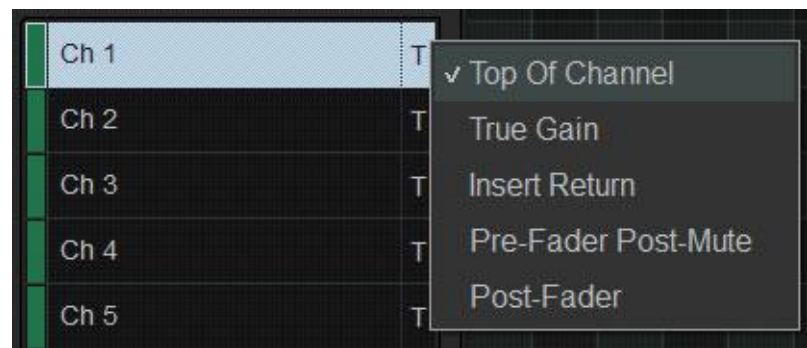 Ch 1 T
✓ Top Of Channel
True Gain
Ch 2 T
Insert Return
Ch 3 T
Pre-Fader Post-Mute
Ch 4 T
Post-Fader
Ch 5 T